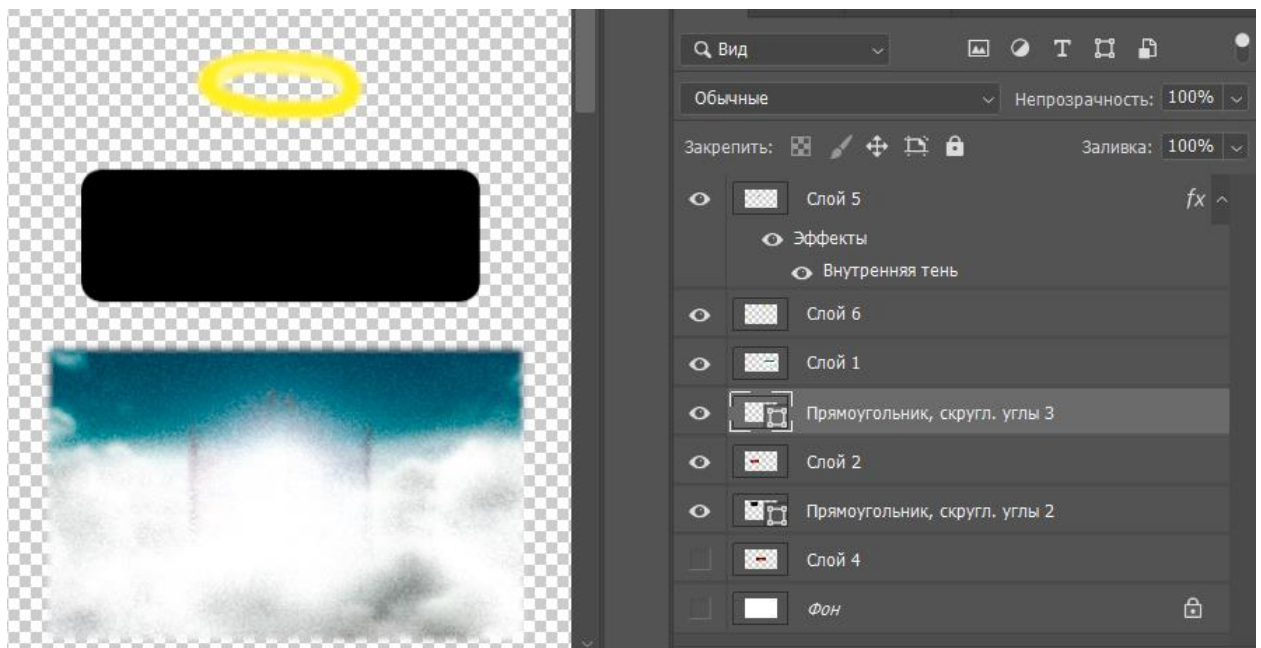 Вид
Обычные Непрозрачность: 100%
Закрепить: Заливка: 100%
Слой 5 fx
Эффекты
Внутренняя тень
Слой 6
Слой 1
Прямоугольник, скругл. углы 3
Слой 2
Прямоугольник, скругл. углы 2
Слой 4
Фон